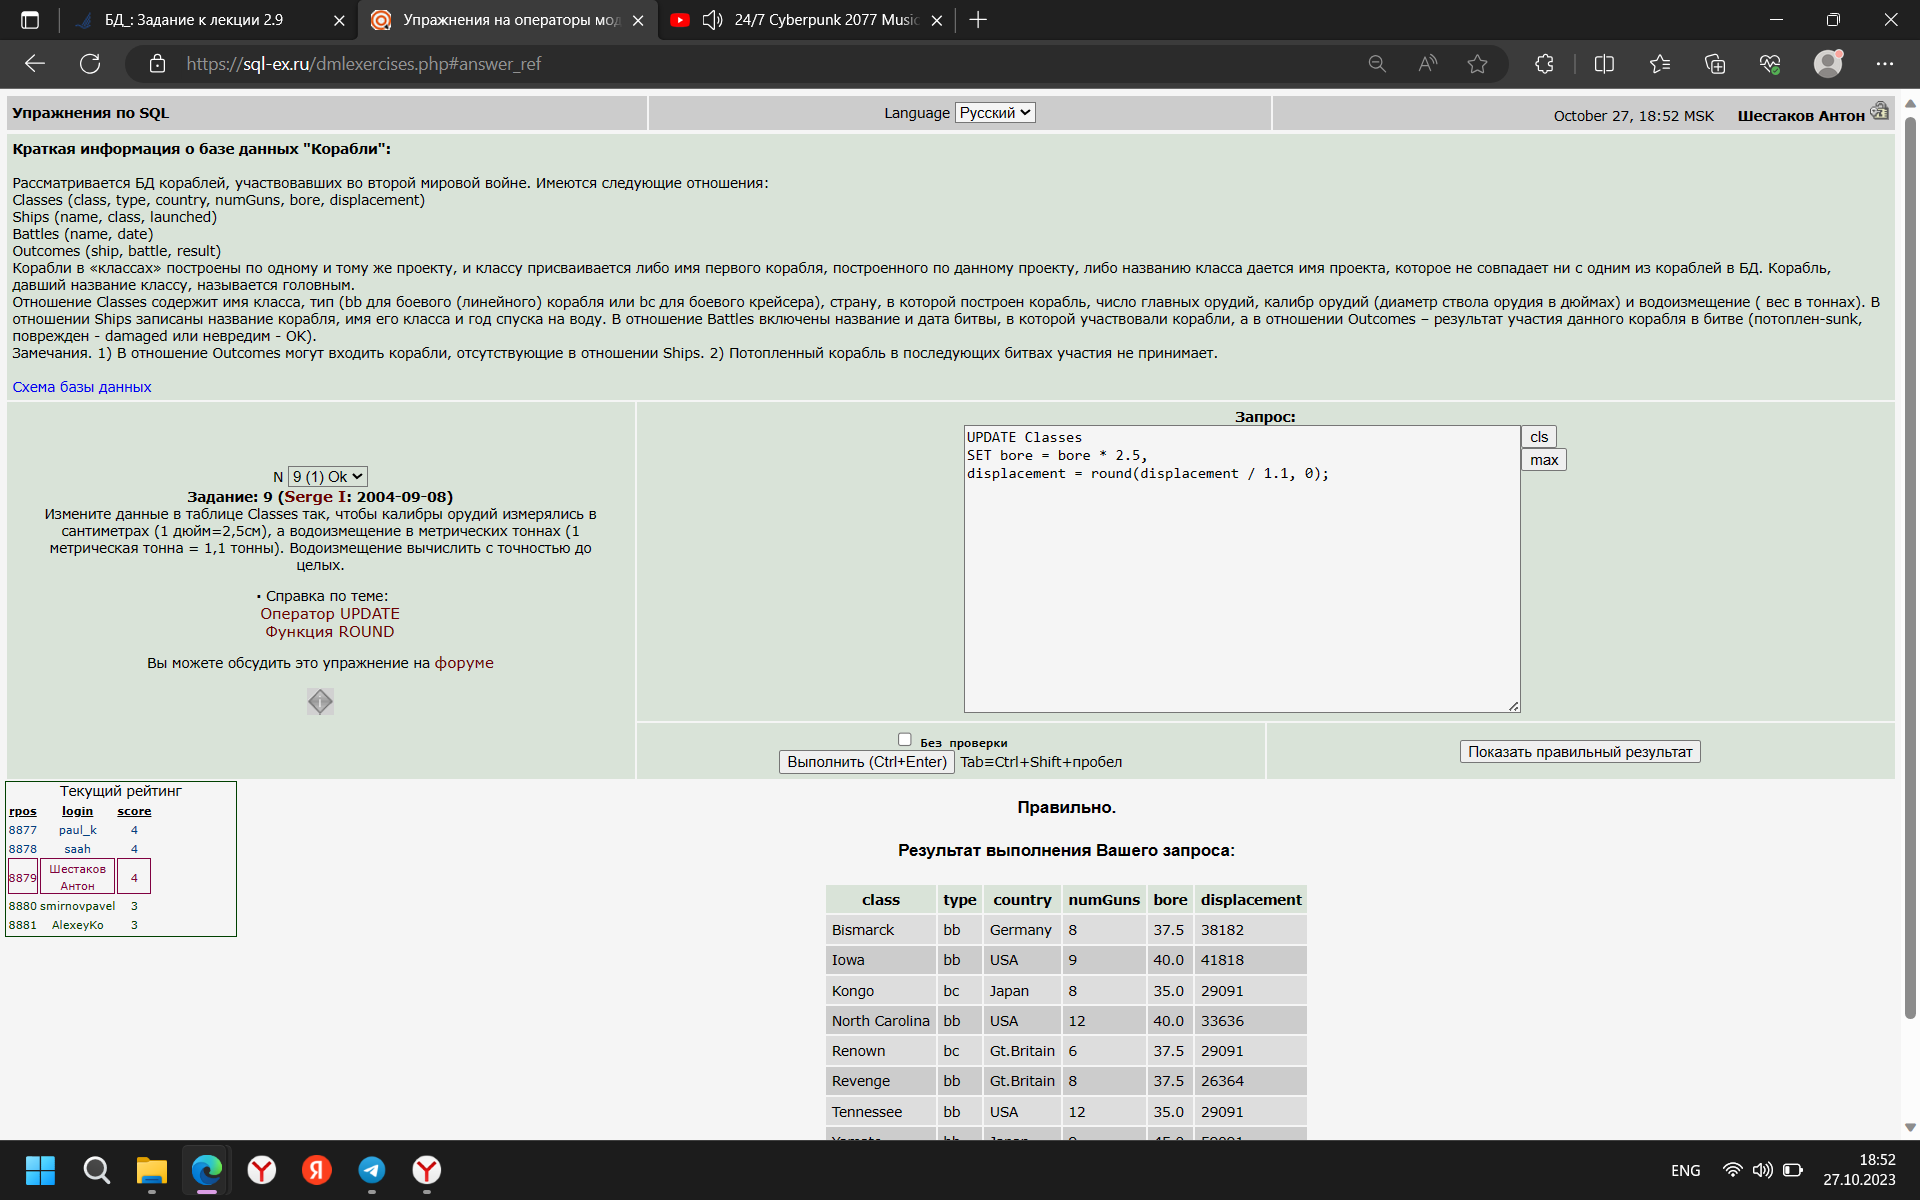 БД_: Задание к лекции 2.9
Упражнения на операторы мод
24/7 Cyberpunk 2077 Music
https://sql-ex.ru/dmlexercises.php#answer_ref
Упражнения по SQL
Language Русский
October 27, 18:52 MSK Шестаков Антон
Краткая информация о базе данных "Корабли":
Рассматривается БД кораблей, участвовавших во второй мировой войне. Имеются следующие отношения:
Classes (class, type, country, numGuns, bore, displacement)
Ships (name, class, launched)
Battles (name, date)
Outcomes (ship, battle, result)
Корабли в «классах» построены по одному и тому же проекту, и классу присваивается либо имя первого корабля, построенного по данному проекту, либо названию класса дается имя проекта, которое не совпадает ни с одним из кораблей в БД. Корабль,
давший название классу, называется головным.
Отношение Classes содержит имя класса, тип (bb для боевого (линейного) корабля или bc для боевого крейсера), страну, в которой построен корабль, число главных орудий, калибр орудий (диаметр ствола орудия в дюймах) и водоизмещение ( вес в тоннах). В
отношении Ships записаны название корабля, имя его класса и год спуска на воду. В отношение Battles включены название и дата битвы, в которой участвовали корабли, а в отношении Outcomes – результат участия данного корабля в битве (потоплен-sunk,
поврежден - damaged или невредим - OK).
Замечания. 1) В отношение Outcomes могут входить корабли, отсутствующие в отношении Ships. 2) Потопленный корабль в последующих битвах участия не принимает.
Схема базы данных
N 9 (1) Ok
Задание: 9 (Serge I: 2004-09-08)
Измените данные в таблице Classes так, чтобы калибры орудий измерялись в
сантиметрах (1 дюйм=2,5см), а водоизмещение в метрических тоннах (1
метрическая тонна = 1,1 тонны). Водоизмещение вычислить с точностью до
целых.
· Справка по теме:
Оператор UPDATE
Функция ROUND
Вы можете обсудить это упражнение на форуме
Запрос:
UPDATE Classes
SET bore = bore * 2.5,
displacement = round(displacement / 1.1, 0);
cls
max
Без проверки
Выполнить (Ctrl+Enter) Tab≡Ctrl+Shift+пробел
Показать правильный результат
Текущий рейтинг
rpos login score
8877 paul_k 4
8878 saah 4
8879 Шестаков Антон 4
8880 smirnovpavel 3
8881 AlexeyKo 3
Правильно.
Результат выполнения Вашего запроса:
class type country numGuns bore displacement
Bismarck bb Germany 8 37.5 38182
Iowa bb USA 9 40.0 41818
Kongo bc Japan 8 35.0 29091
North Carolina bb USA 12 40.0 33636
Renown bc Gt.Britain 6 37.5 29091
Revenge bb Gt.Britain 8 37.5 26364
Tennessee bb USA 12 35.0 29091
ENG
18:52
27.10.2023